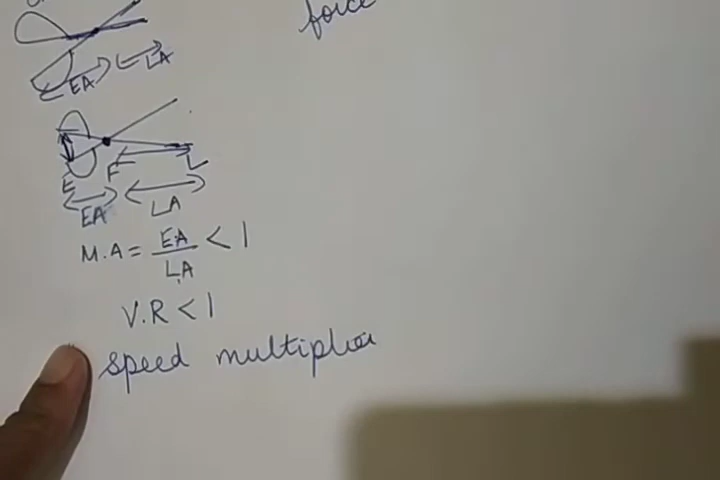 force
EA LA
E F L
EA LA
M.A = EA/LA < 1
V.R < 1
speed multiplier